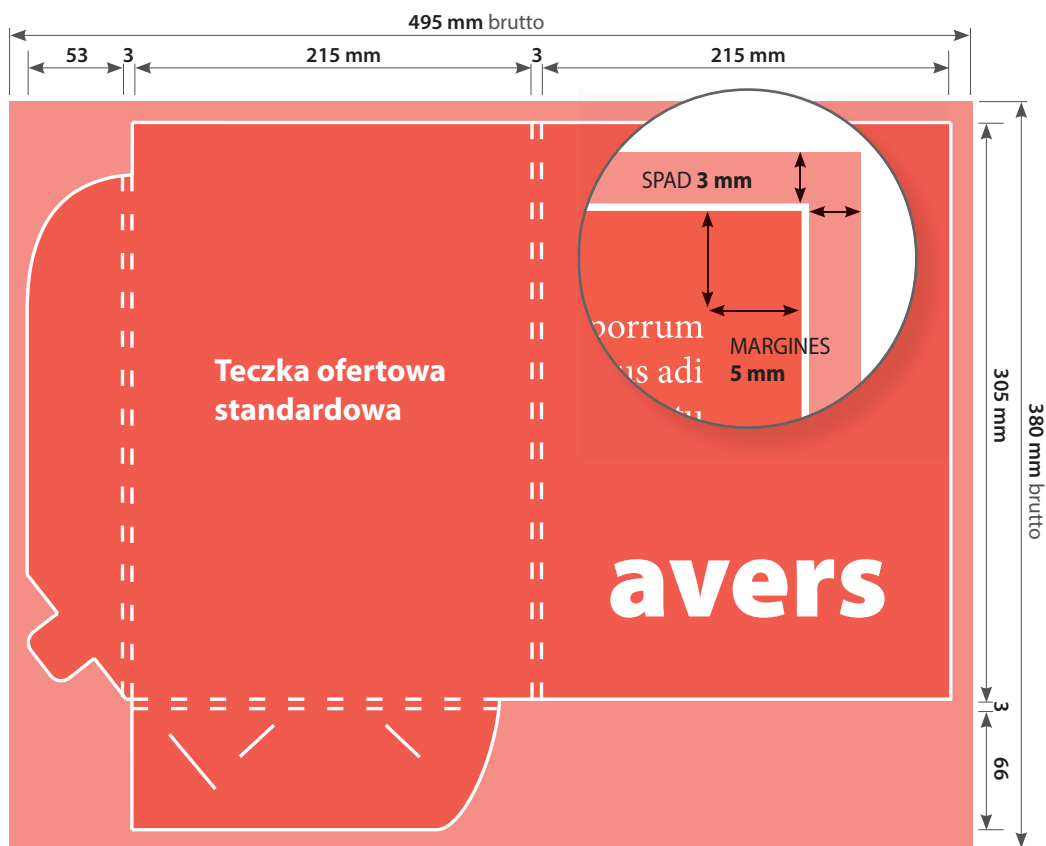 495 mm brutto
53 3 215 mm 3 215 mm
SPAD 3 mm
porrum
us adi
tu
MARGINES
5 mm
Teczka ofertowa
standardowa
avers
305 mm
380 mm brutto
3
66